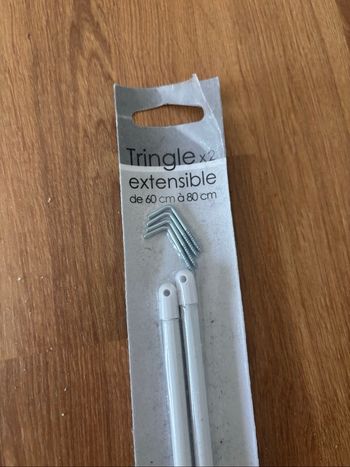 Tringle x2
extensible
de 60 cm à 80 cm